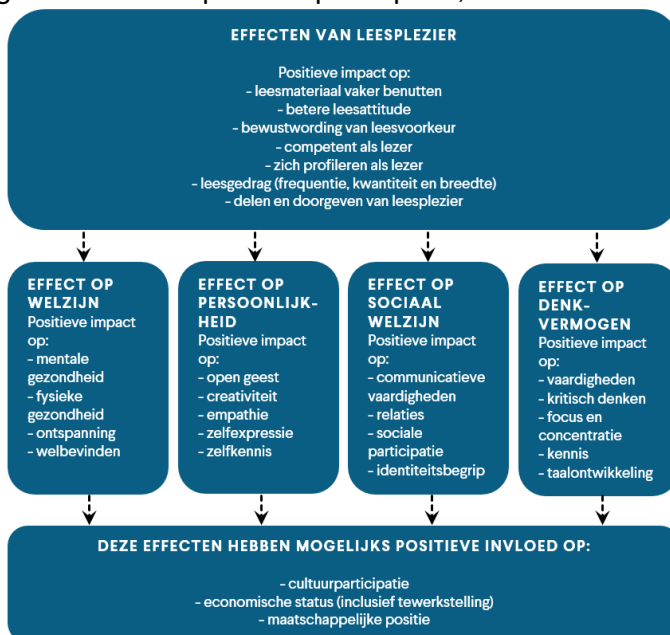 EFFECTEN VAN LEESPLEZIER
Positieve impact op:
- leesmateriaal vaker benutten
- betere leesattitude
- bewustwording van leesvoorkeur
- competent als lezer
- zich profileren als lezer
- leesgedrag (frequentie, kwantiteit en breedte)
- delen en doorgeven van leesplezier
EFFECT OP
WELZIJN
Positieve impact
op:
- mentale
gezondheid
- fysieke
gezondheid
- ontspanning
- welbevinden
EFFECT OP
PERSOONLIJK-
HEID
Positieve impact
op:
- open geest
- creativiteit
- empathie
- zelfexpressie
- zelfkennis
EFFECT OP
SOCIAAL
WELZIJN
Positieve impact
op:
- communicatieve
vaardigheden
- relaties
- sociale
participatie
- identiteitsbegrip
EFFECT OP
DENK-
VERMOGEN
Positieve impact
op:
- vaardigheden
- kritisch denken
- focus en
concentratie
- kennis
- taalontwikkeling
DEZE EFFECTEN HEBBEN MOGELIJKS POSITIEVE INVLOED OP:
- cultuurparticipatie
- economische status (inclusief tewerkstelling)
- maatschappelijke positie